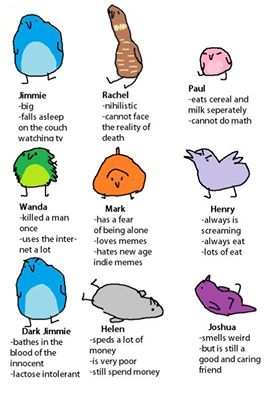 Jimmie
-big
-falls asleep
on the couch
watching tv
Rachel
-nihilistic
-cannot face
the reality of
death
Paul
-eats cereal and
milk seperately
-cannot do math
Wanda
-killed a man
once
-uses the inter-
net a lot
Mark
-has a fear
of being alone
-loves memes
-hates new age
indie memes
Henry
-always is
screaming
-always eat
-lots of eat
Dark Jimmie
-bathes in the
blood of the
innocent
-lactose intolerant
Helen
-speds a lot of
money
-is very poor
-still spend money
Joshua
-smells weird
-but is still a
good and caring
friend